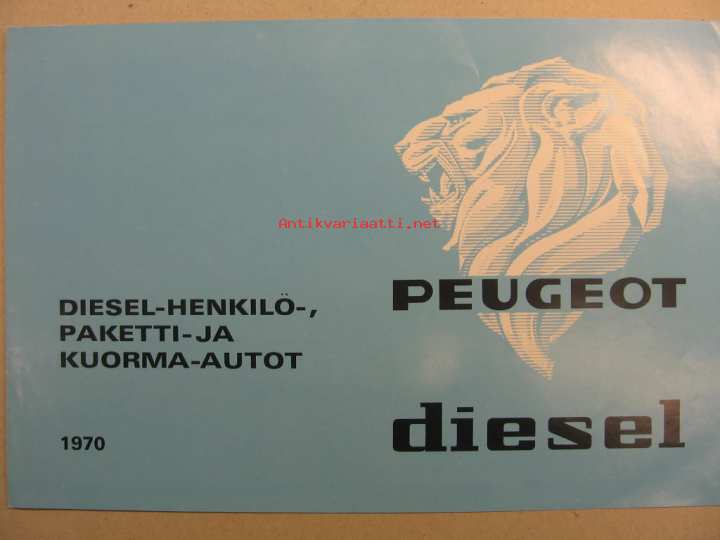 Antikvariaatti.net
DIESEL-HENKILÖ-,
PAKETTI-JA
KUORMA-AUTOT
1970
PEUGEOT
diesel